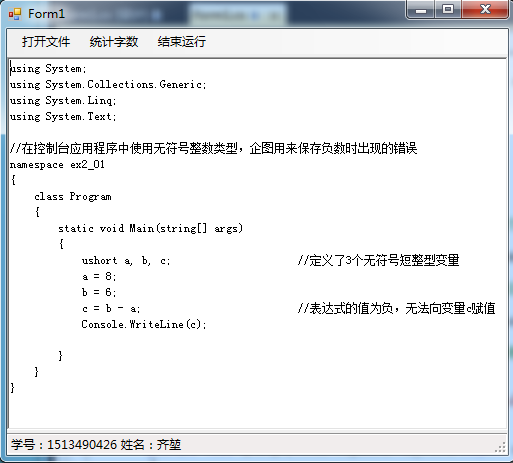 Form1
打开文件 统计字数 结束运行
using System;
using System.Collections.Generic;
using System.Linq;
using System.Text;
//在控制台应用程序中使用无符号整数类型，企图用来保存负数时出现的错误
namespace ex2_01
{
class Program
{
static void Main(string[] args)
{
ushort a, b, c; //定义了3个无符号短整型变量
a = 8;
b = 6;
c = b - a; //表达式的值为负，无法向变量c赋值
Console.WriteLine(c);
}
}
}
学号：1513490426 姓名：齐堃